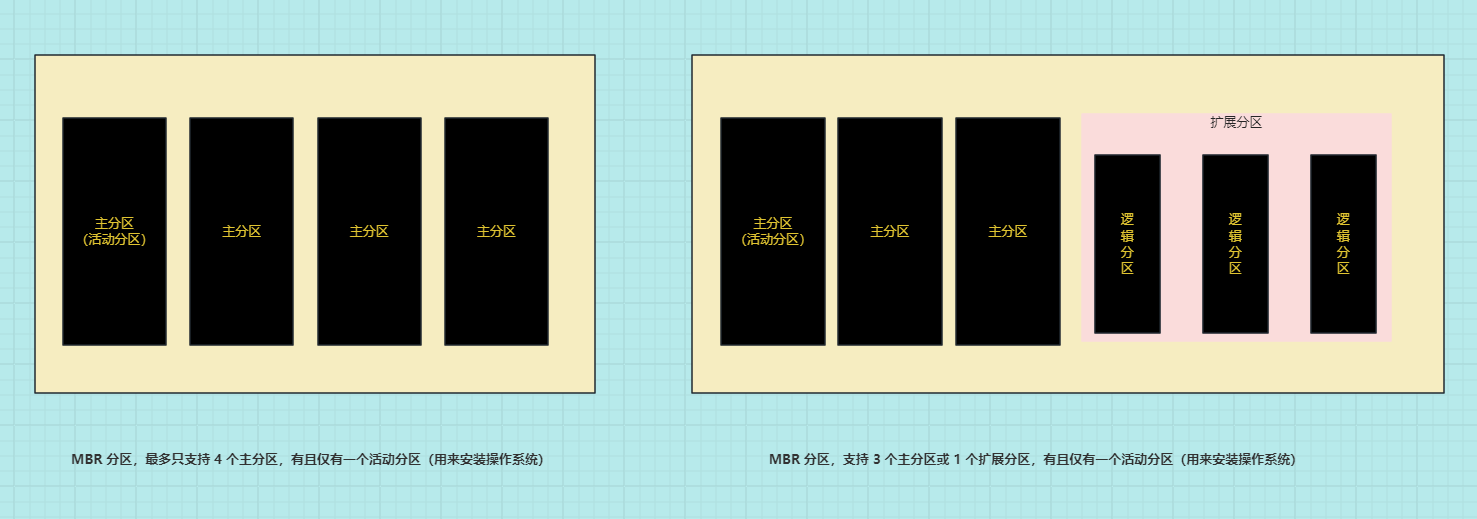 主分区
(活动分区)
主分区
主分区
主分区
MBR 分区，最多只支持 4 个主分区，有且仅有一个活动分区（用来安装操作系统）
主分区
(活动分区)
主分区
主分区
扩展分区
逻
辑
分
区
逻
辑
分
区
逻
辑
分
区
MBR 分区，支持 3 个主分区或 1 个扩展分区，有且仅有一个活动分区（用来安装操作系统）